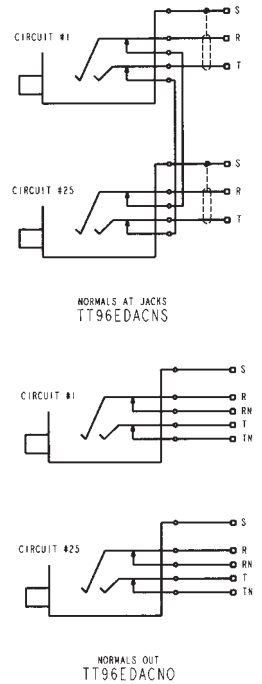 S
CIRCUIT #1
R
T
S
CIRCUIT #25
R
T
NORMALS AT JACKS
TT96EDACNS
S
CIRCUIT #1
R
RN
T
TN
S
CIRCUIT #25
R
RN
T
TN
NORMALS OUT
TT96EDACNO